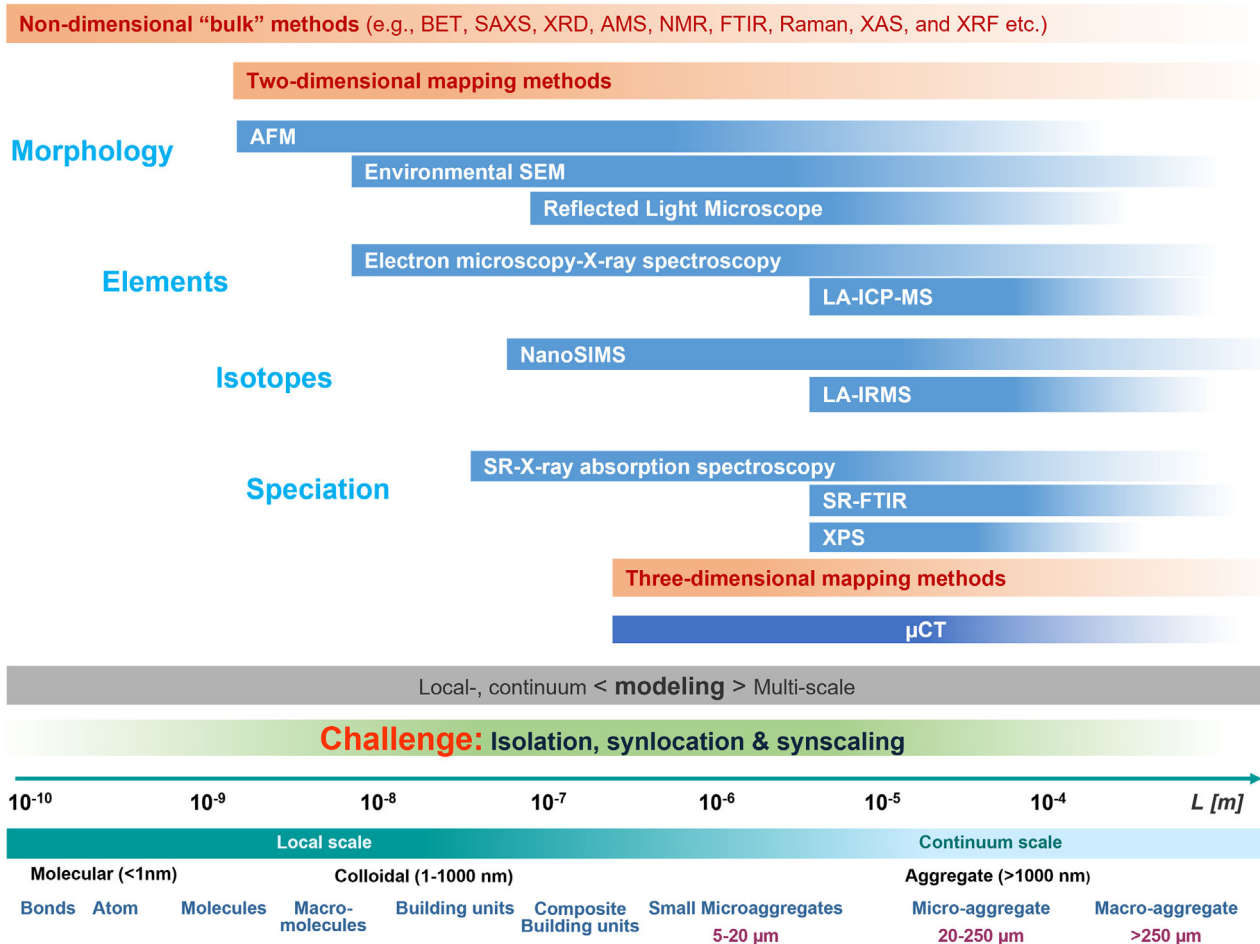 Non-dimensional “bulk” methods (e.g., BET, SAXS, XRD, AMS, NMR, FTIR, Raman, XAS, and XRF etc.)
Two-dimensional mapping methods
Morphology
AFM
Environmental SEM
Reflected Light Microscope
Elements
Electron microscopy-X-ray spectroscopy
LA-ICP-MS
Isotopes
NanoSIMS
LA-IRMS
Speciation
SR-X-ray absorption spectroscopy
SR-FTIR
XPS
Three-dimensional mapping methods
µCT
Local-, continuum < modeling > Multi-scale
Challenge: Isolation, synlocation & synscaling
10⁻¹⁰ 10⁻⁹ 10⁻⁸ 10⁻⁷ 10⁻⁶ 10⁻⁵ 10⁻⁴ L [m]
Local scale Continuum scale
Molecular (<1nm) Colloidal (1-1000 nm) Aggregate (>1000 nm)
Bonds Atom Molecules Macro- Building units Composite Small Microaggregates Micro-aggregate Macro-aggregate
molecules Building units
5-20 µm 20-250 µm >250 µm